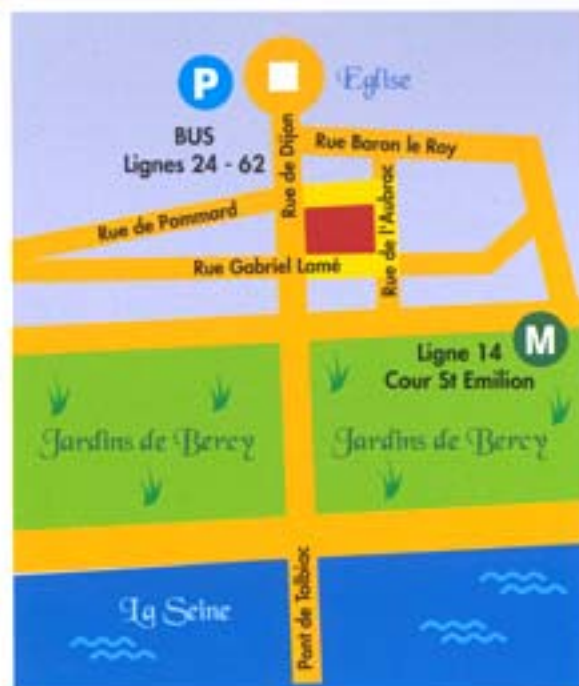 P
Eglise
BUS
Lignes 24 - 62
Rue de Dijon
Rue Baron le Roy
Rue de Pommard
Rue de l'Aubrac
Rue Gabriel Lamé
M
Ligne 14
Cour St Emilion
Jardins de Bercy
Jardins de Bercy
La Seine
Pont de Tolbiac